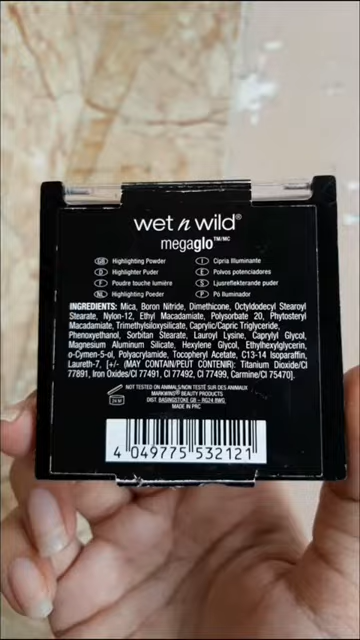 wet n wild®
megaglo™/MC
GB Highlighting Powder
I Cipria Illuminante
D Highlighter Puder
E Polvos potenciadores
F Poudre touche lumière
S Ljusreflekterande puder
NL Highlighting Poeder
P Pó Iluminador
INGREDIENTS: Mica, Boron Nitride, Dimethicone, Octyldodecyl Stearoyl
Stearate, Nylon-12, Ethyl Macadamiate, Polysorbate 20, Phytosteryl
Macadamiate, Trimethylsiloxysilicate, Caprylic/Capric Triglyceride,
Phenoxyethanol, Sorbitan Stearate, Lauroyl Lysine, Caprylyl Glycol,
Magnesium Aluminum Silicate, Hexylene Glycol, Ethylhexylglycerin,
o-Cymen-5-ol, Polyacrylamide, Tocopheryl Acetate, C13-14 Isoparaffin,
Laureth-7, [+/- (MAY CONTAIN/PEUT CONTENIR): Titanium Dioxide/CI
77891, Iron Oxides/CI 77491, CI 77492, CI 77499, Carmine/CI 75470].
NOT TESTED ON ANIMALS/NON TESTÉ SUR DES ANIMAUX
MARKWINS® BEAUTY PRODUCTS
DIST. BASINGSTOKE GB - RG24 8WG
MADE IN PRC
4 049775 532121